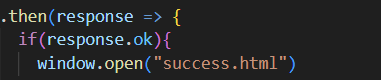 .then(response => {
if(response.ok){
window.open("success.html")